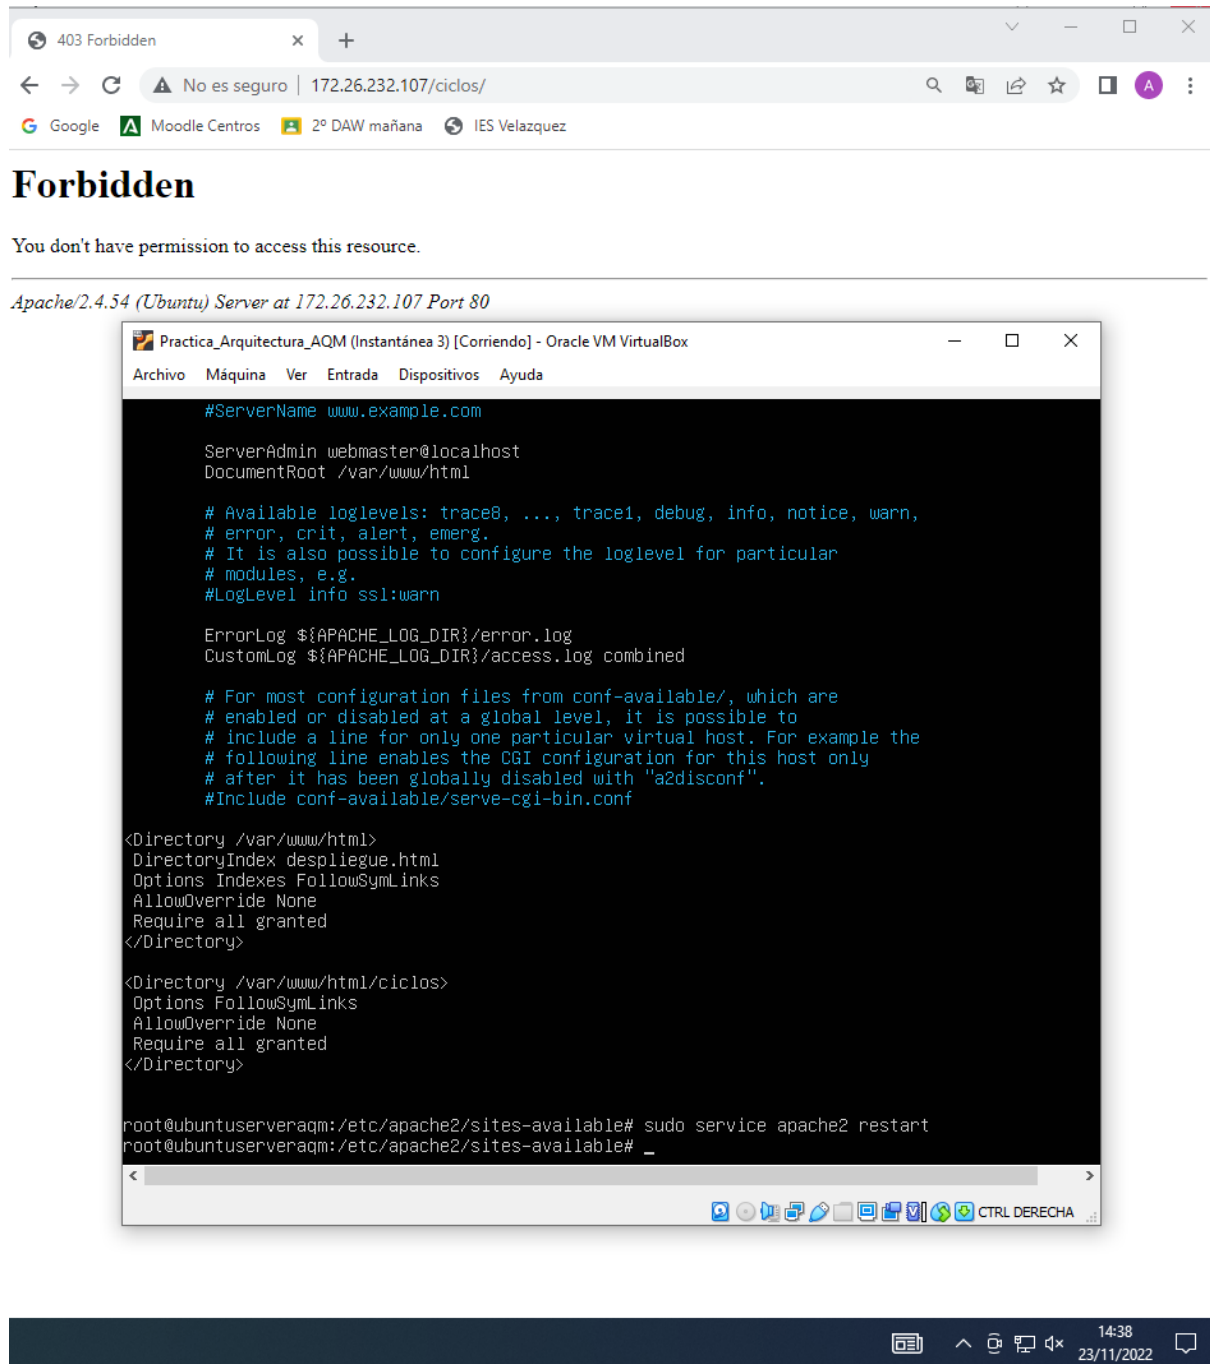 403 Forbidden
No es seguro | 172.26.232.107/ciclos/
A
Google Moodle Centros 2º DAW mañana IES Velazquez
Forbidden
You don't have permission to access this resource.
Apache/2.4.54 (Ubuntu) Server at 172.26.232.107 Port 80
Practica_Arquitectura_AQM (Instantánea 3) [Corriendo] - Oracle VM VirtualBox
Archivo Máquina Ver Entrada Dispositivos Ayuda
#ServerName www.example.com
ServerAdmin webmaster@localhost
DocumentRoot /var/www/html
# Available loglevels: trace8, ..., trace1, debug, info, notice, warn,
# error, crit, alert, emerg.
# It is also possible to configure the loglevel for particular
# modules, e.g.
#LogLevel info ssl:warn
ErrorLog ${APACHE_LOG_DIR}/error.log
CustomLog ${APACHE_LOG_DIR}/access.log combined
# For most configuration files from conf-available/, which are
# enabled or disabled at a global level, it is possible to
# include a line for only one particular virtual host. For example the
# following line enables the CGI configuration for this host only
# after it has been globally disabled with "a2disconf".
#Include conf-available/serve-cgi-bin.conf
<Directory /var/www/html>
DirectoryIndex despliegue.html
Options Indexes FollowSymLinks
AllowOverride None
Require all granted
</Directory>
<Directory /var/www/html/ciclos>
Options FollowSymLinks
AllowOverride None
Require all granted
</Directory>
root@ubuntuserveraqm:/etc/apache2/sites-available# sudo service apache2 restart
root@ubuntuserveraqm:/etc/apache2/sites-available# _
CTRL DERECHA
14:38
23/11/2022